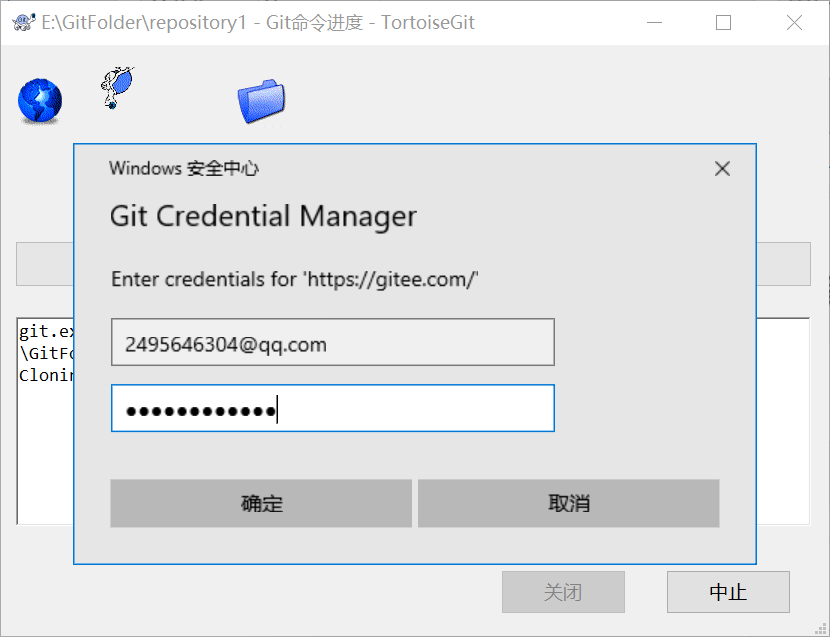 E:\GitFolder\repository1 - Git命令进度 - TortoiseGit
Windows 安全中心
Git Credential Manager
Enter credentials for 'https://gitee.com/'
2495646304@qq.com
●●●●●●●●●●●●
确定 取消
git.ex
\GitFo
Clonin
关闭 中止